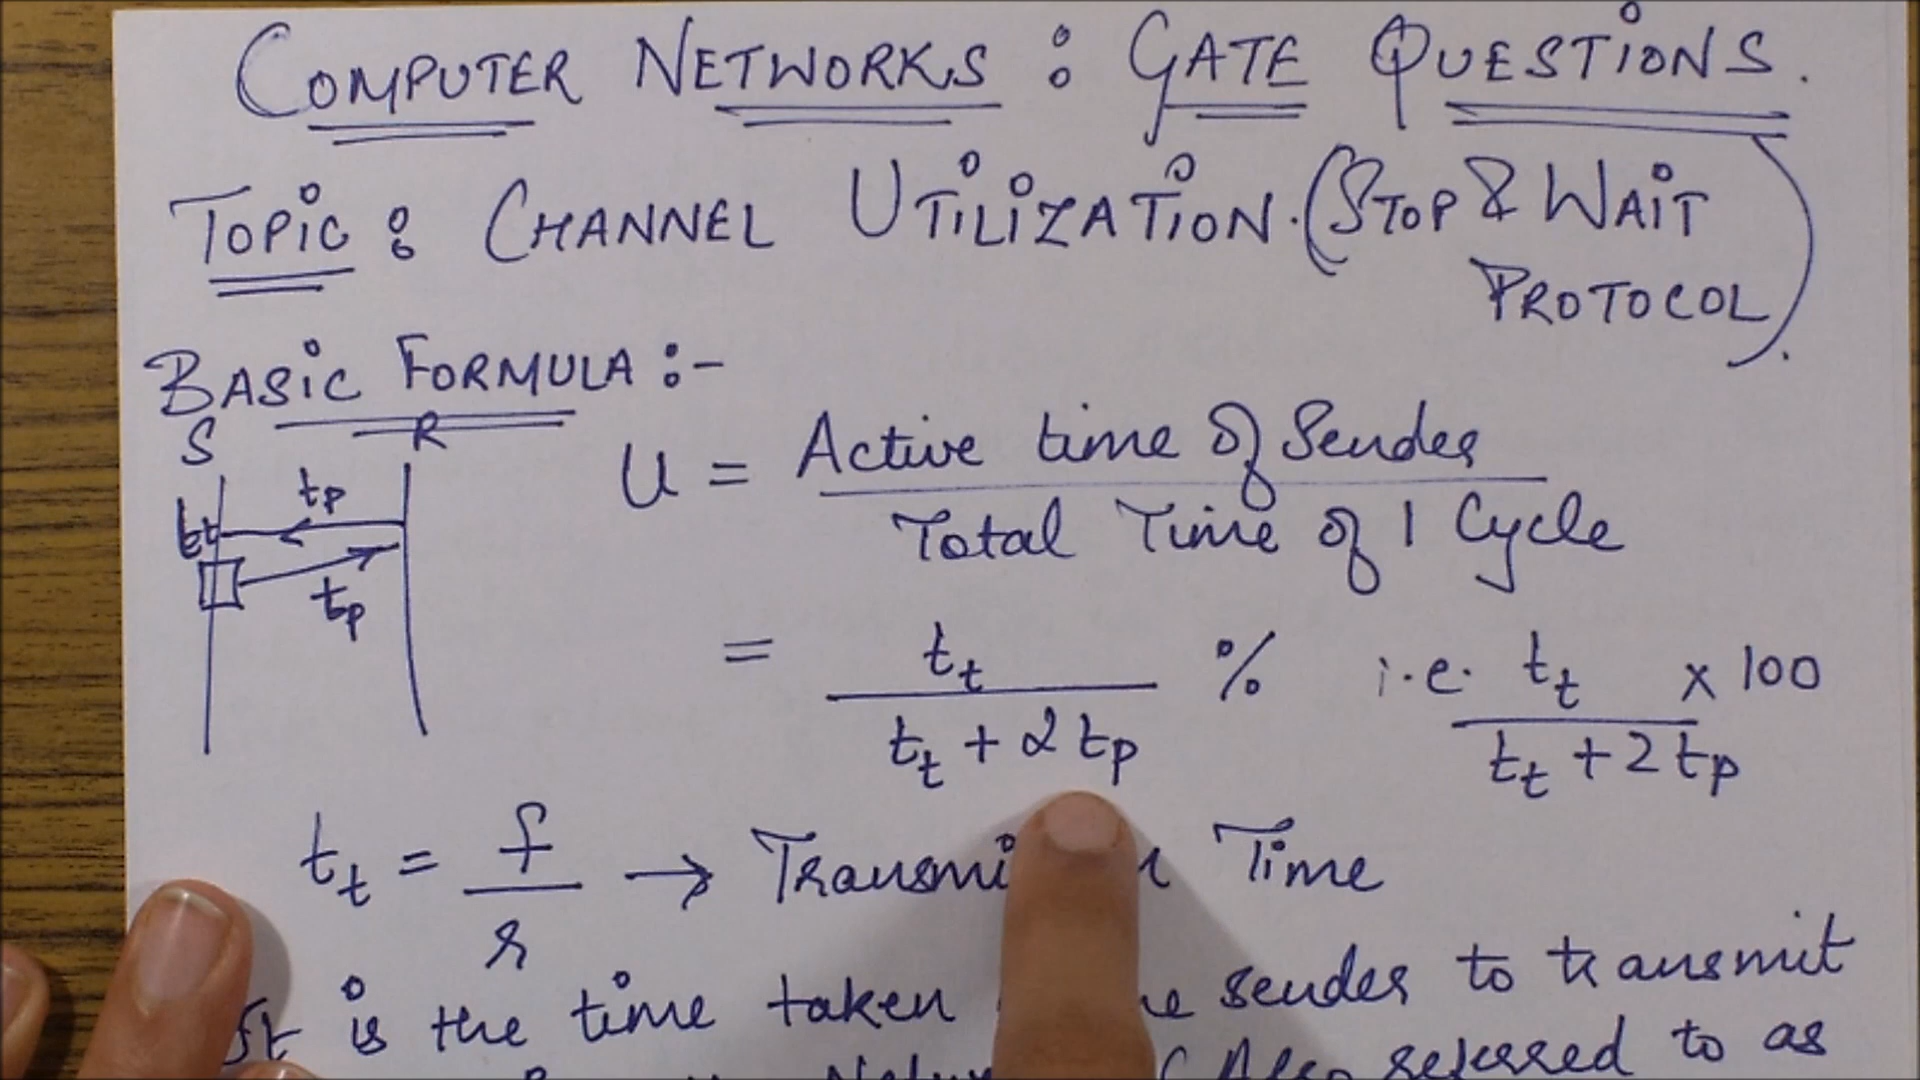 COMPUTER NETWORKS : GATE QUESTIONS.
TOPIC : CHANNEL UTILIZATION. (STOP & WAIT
PROTOCOL).
BASIC FORMULA :-
S R
tp
tt
tp
U = Active time of Sender
Total Time of 1 Cycle
= tt / tt + 2tp % i.e. tt / tt + 2tp x 100
tt = f / r → Time
It is the time taken sender to transmit
referred to as